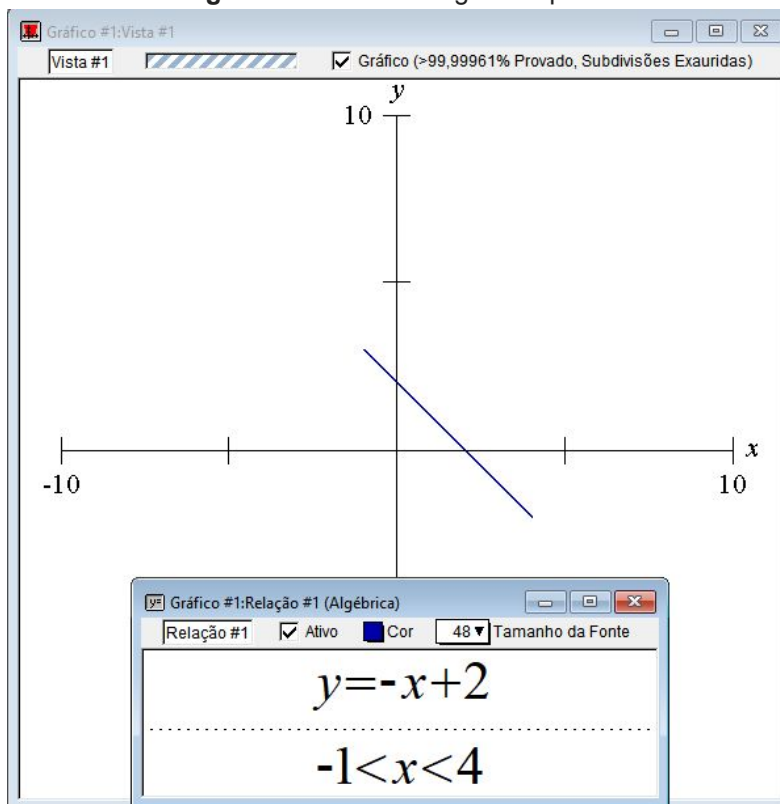 Gráfico #1:Vista #1
Vista #1 Gráfico (>99,99961% Provado, Subdivisões Exauridas)
y
10
x
-10 10
Gráfico #1:Relação #1 (Algébrica)
Relação #1 Ativo Cor 48 Tamanho da Fonte
y=-x+2
-1<x<4